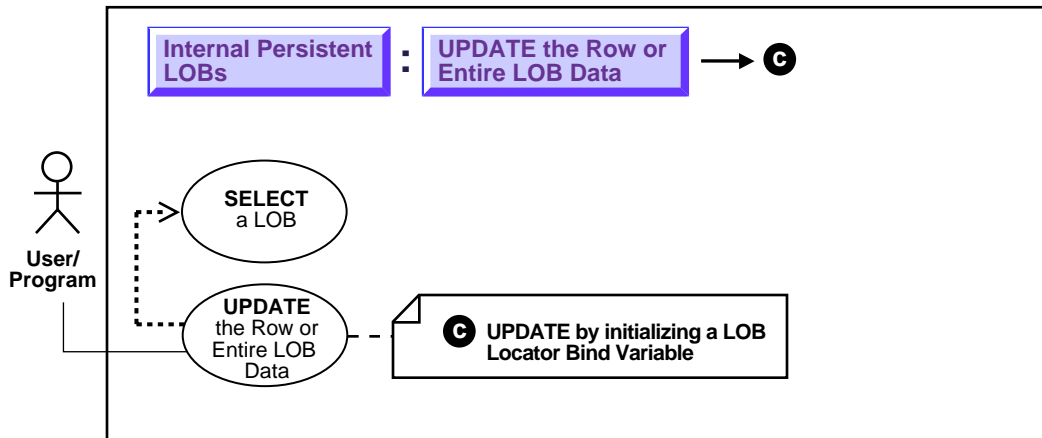 Internal Persistent
LOBs
:
UPDATE the Row or
Entire LOB Data
C
SELECT
a LOB
User/
Program
UPDATE
the Row or
Entire LOB
Data
C UPDATE by initializing a LOB
Locator Bind Variable